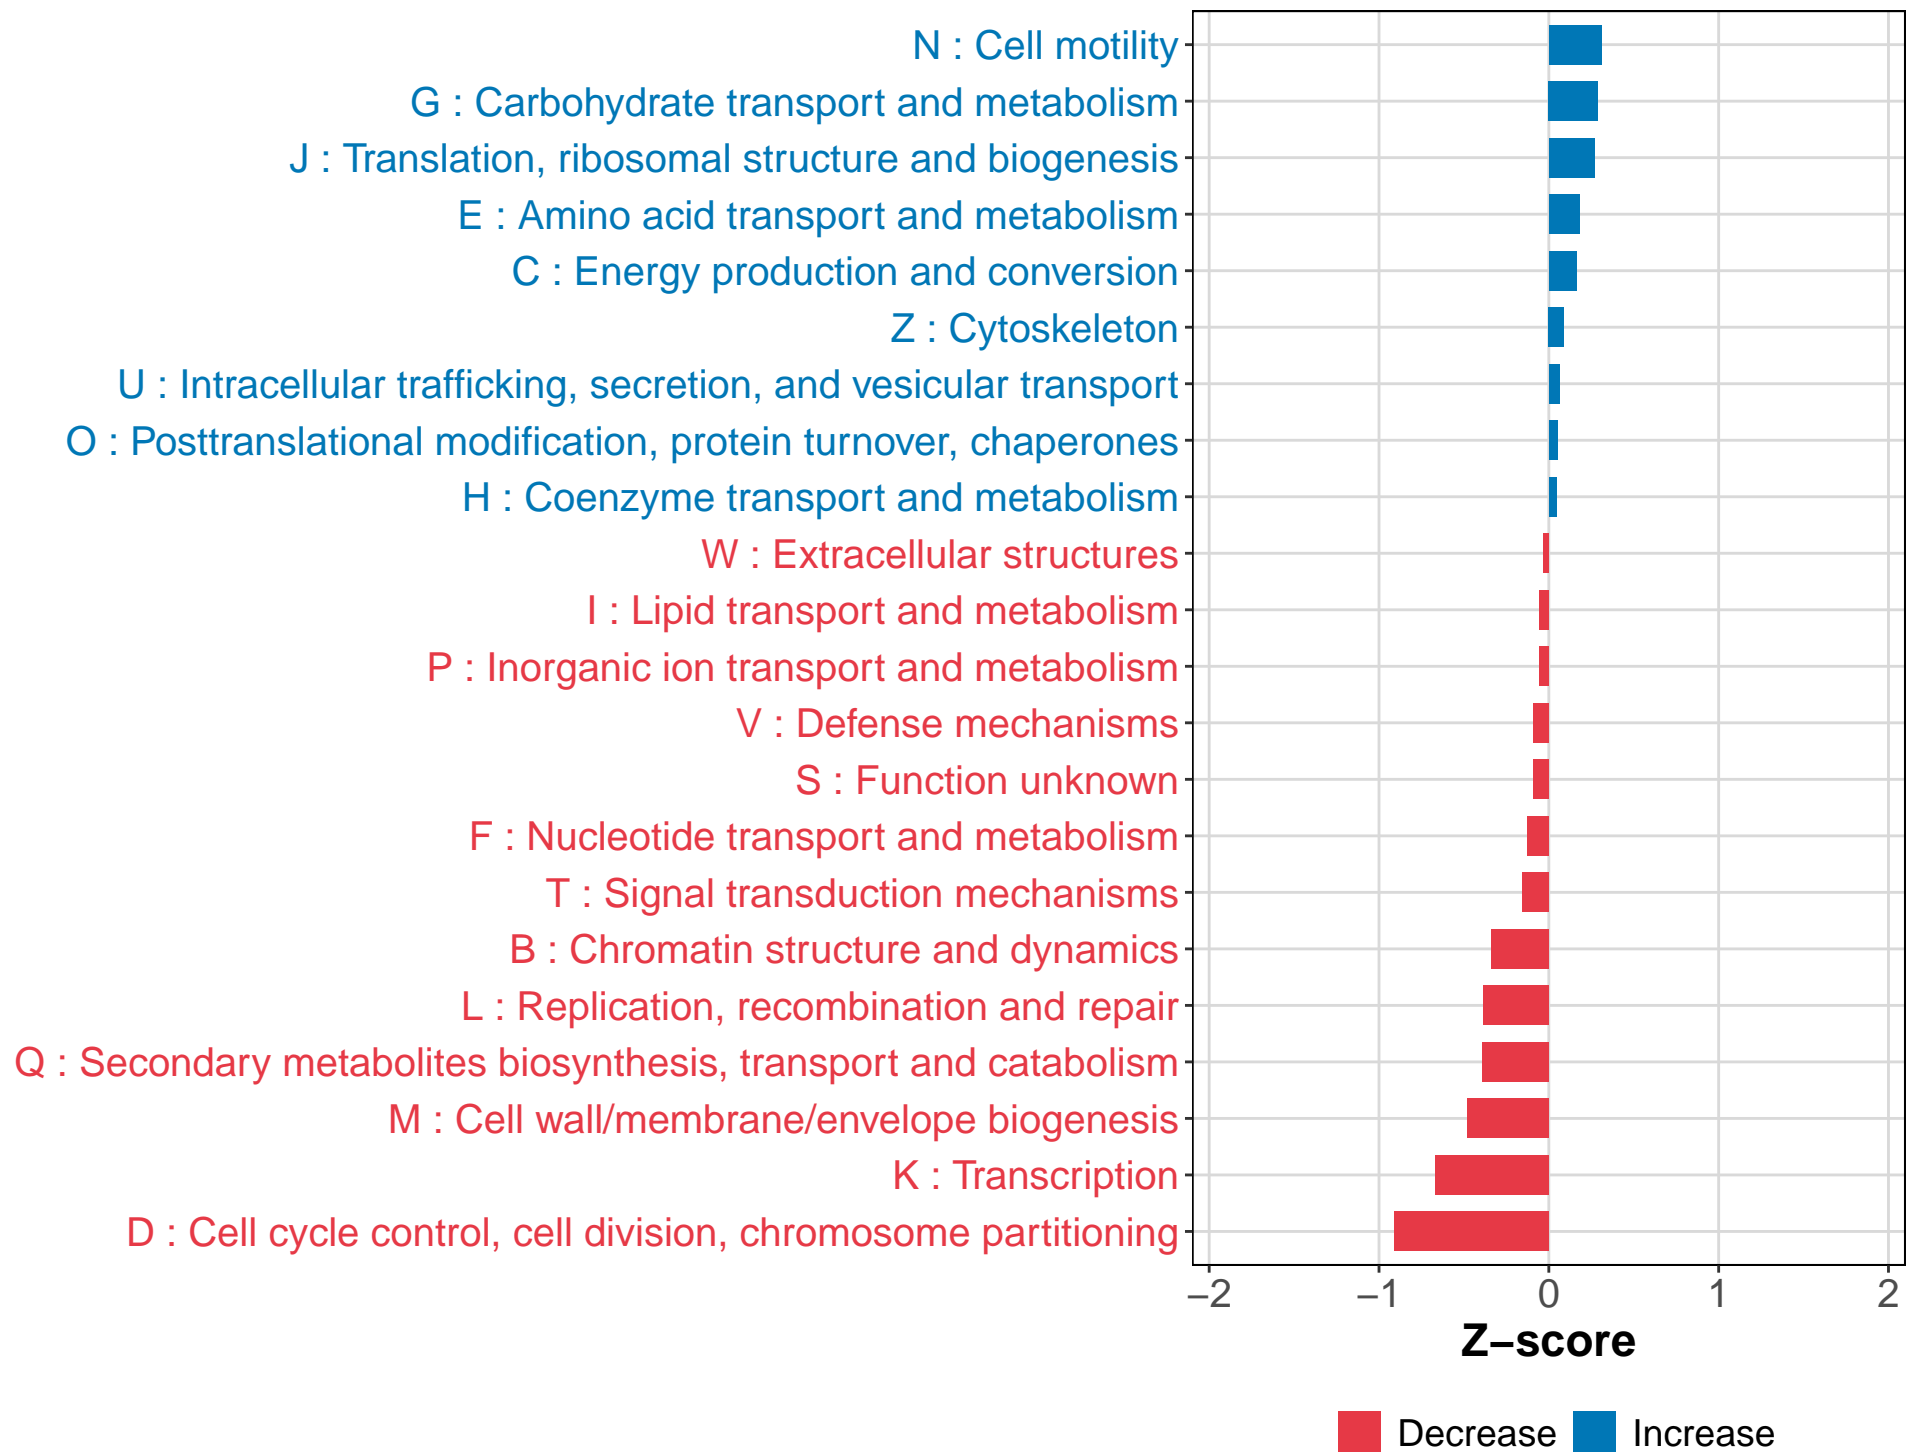 N : Cell motility
G : Carbohydrate transport and metabolism
J : Translation, ribosomal structure and biogenesis
E : Amino acid transport and metabolism
C : Energy production and conversion
Z : Cytoskeleton
U : Intracellular trafficking, secretion, and vesicular transport
O : Posttranslational modification, protein turnover, chaperones
H : Coenzyme transport and metabolism
W : Extracellular structures
I : Lipid transport and metabolism
P : Inorganic ion transport and metabolism
V : Defense mechanisms
S : Function unknown
F : Nucleotide transport and metabolism
T : Signal transduction mechanisms
B : Chromatin structure and dynamics
L : Replication, recombination and repair
Q : Secondary metabolites biosynthesis, transport and catabolism
M : Cell wall/membrane/envelope biogenesis
K : Transcription
D : Cell cycle control, cell division, chromosome partitioning
−2 −1 0 1 2
Z−score
Decrease Increase